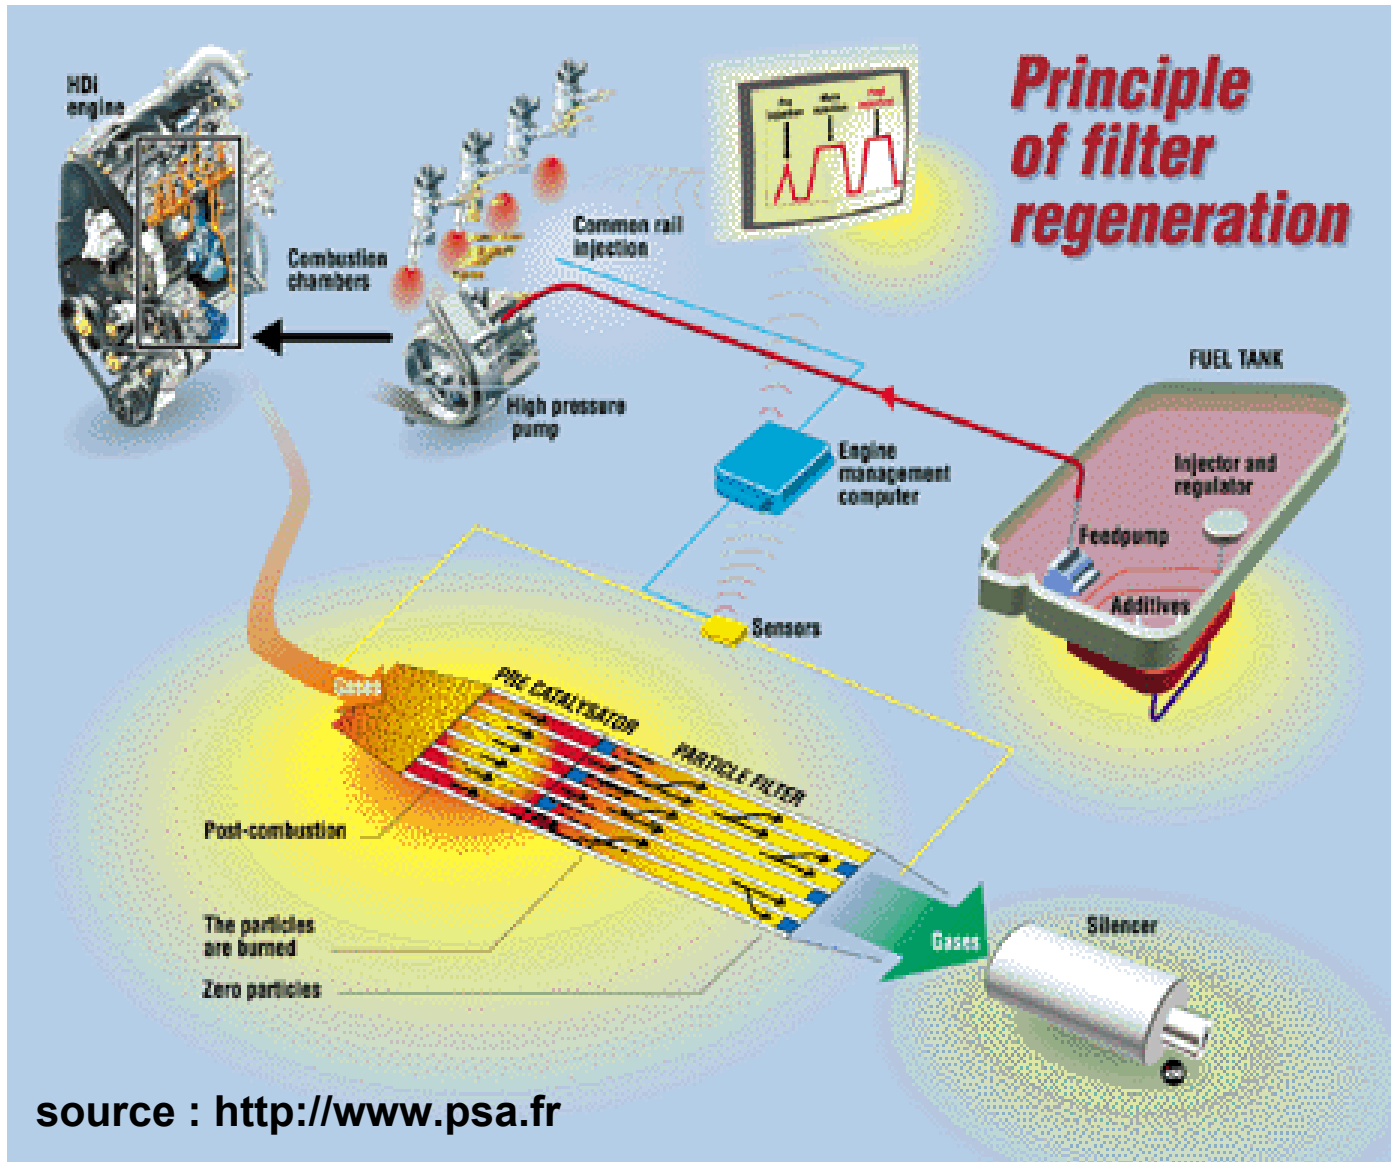 Principle
of filter
regeneration
HDi
engine
Combustion
chambers
Common rail
injection
High pressure
pump
FUEL TANK
Injector and
regulator
Feedpump
Additives
Engine
management
computer
Sensors
Gases
PRE CATALYSATOR
PARTICLE FILTER
Post-combustion
The particles
are burned
Zero particles
Gases
Silencer
source : http://www.psa.fr